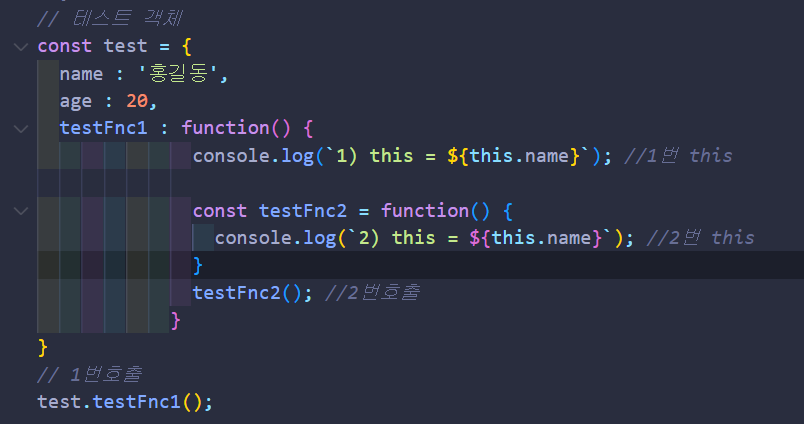 // 테스트 객체
const test = {
name : '홍길동',
age : 20,
testFnc1 : function() {
console.log(`1) this = ${this.name}`); //1번 this
const testFnc2 = function() {
console.log(`2) this = ${this.name}`); //2번 this
}
testFnc2(); //2번호출
}
}
// 1번호출
test.testFnc1();